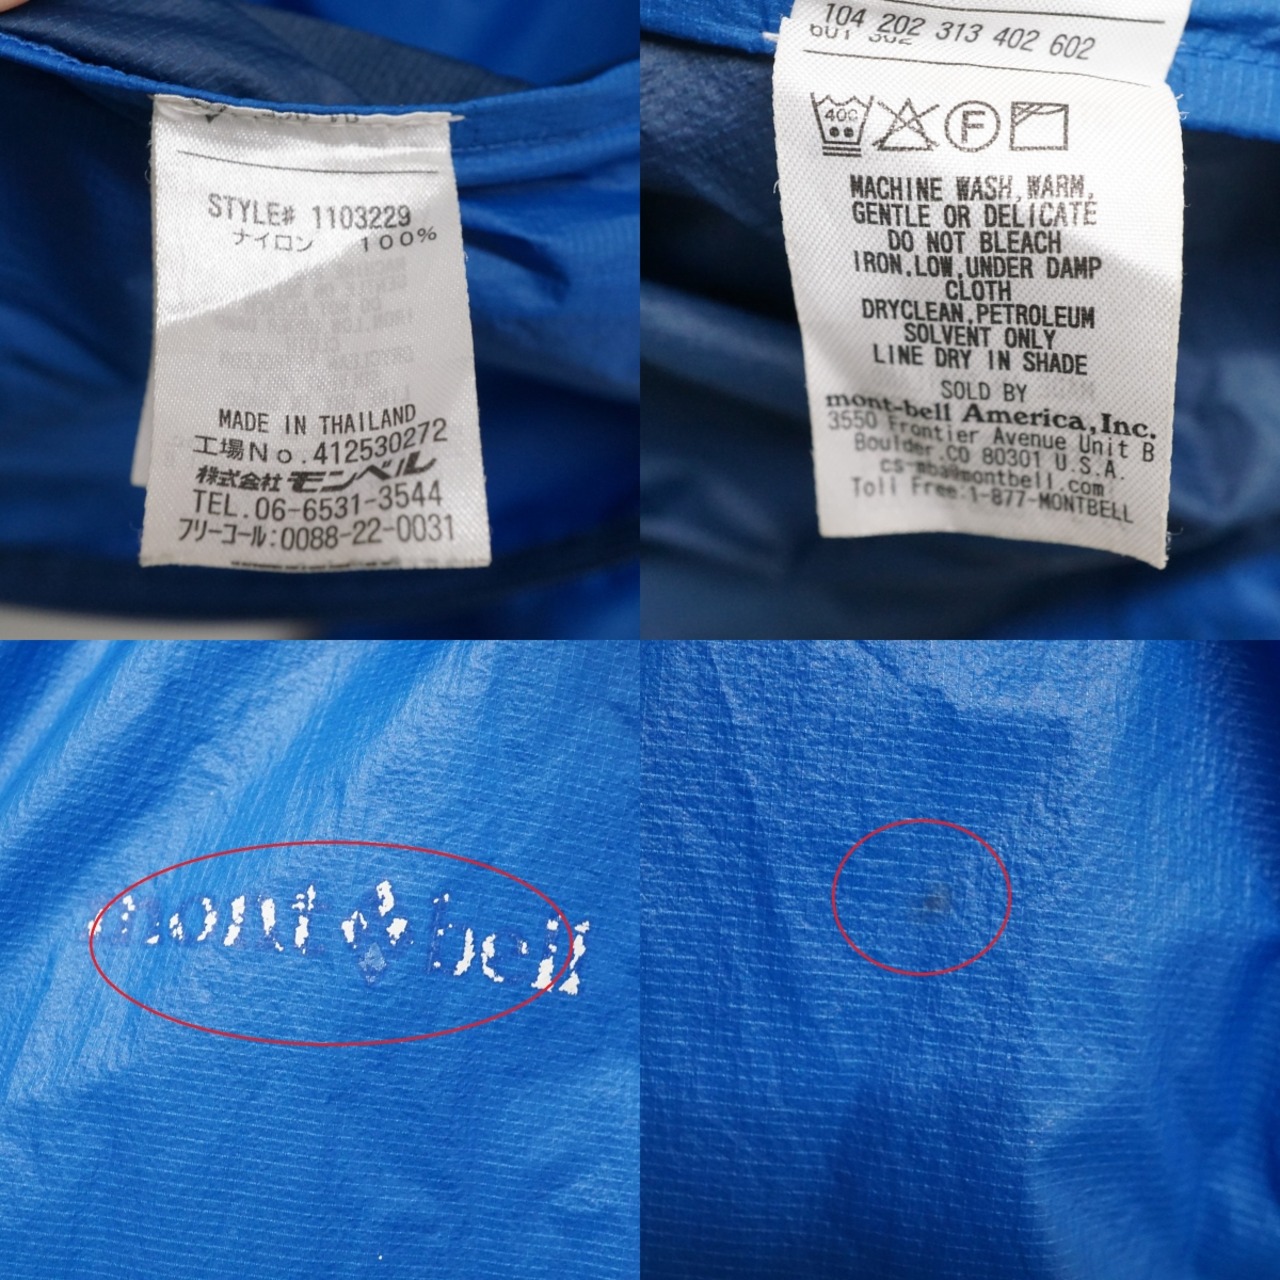 STYLE# 1103229
ナイロン 100%
MADE IN THAILAND
工場No.412530272
株式会社モンベル
TEL.06-6531-3544
フリーコール:0088-22-0031
104 202 313 402 602
40C
F
MACHINE WASH,WARM,
GENTLE OR DELICATE
DO NOT BLEACH
IRON,LOW,UNDER DAMP
CLOTH
DRYCLEAN,PETROLEUM
SOLVENT ONLY
LINE DRY IN SHADE
SOLD BY
mont-bell America,Inc.
3550 Frontier Avenue Unit B
Boulder.CO 80301 U.S.A.
cs-mba@montbell.com
Toll Free:1-877-MONTBELL
mont bell